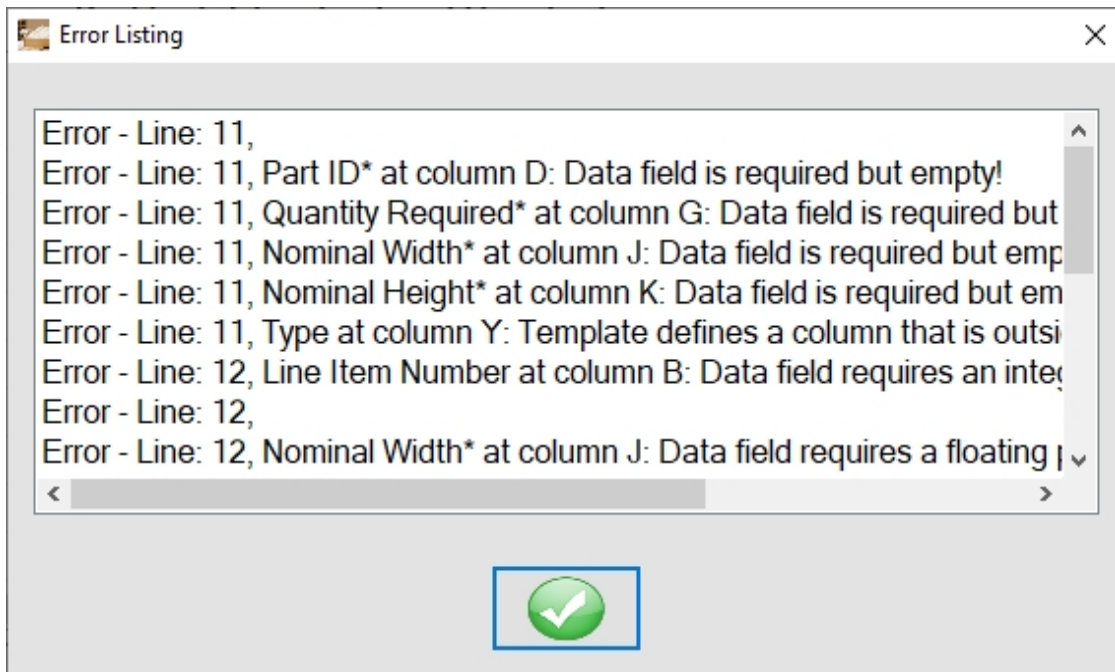 Error Listing
Error - Line: 11,
Error - Line: 11, Part ID* at column D: Data field is required but empty!
Error - Line: 11, Quantity Required* at column G: Data field is required but
Error - Line: 11, Nominal Width* at column J: Data field is required but emp
Error - Line: 11, Nominal Height* at column K: Data field is required but em
Error - Line: 11, Type at column Y: Template defines a column that is outsi
Error - Line: 12, Line Item Number at column B: Data field requires an integ
Error - Line: 12,
Error - Line: 12, Nominal Width* at column J: Data field requires a floating